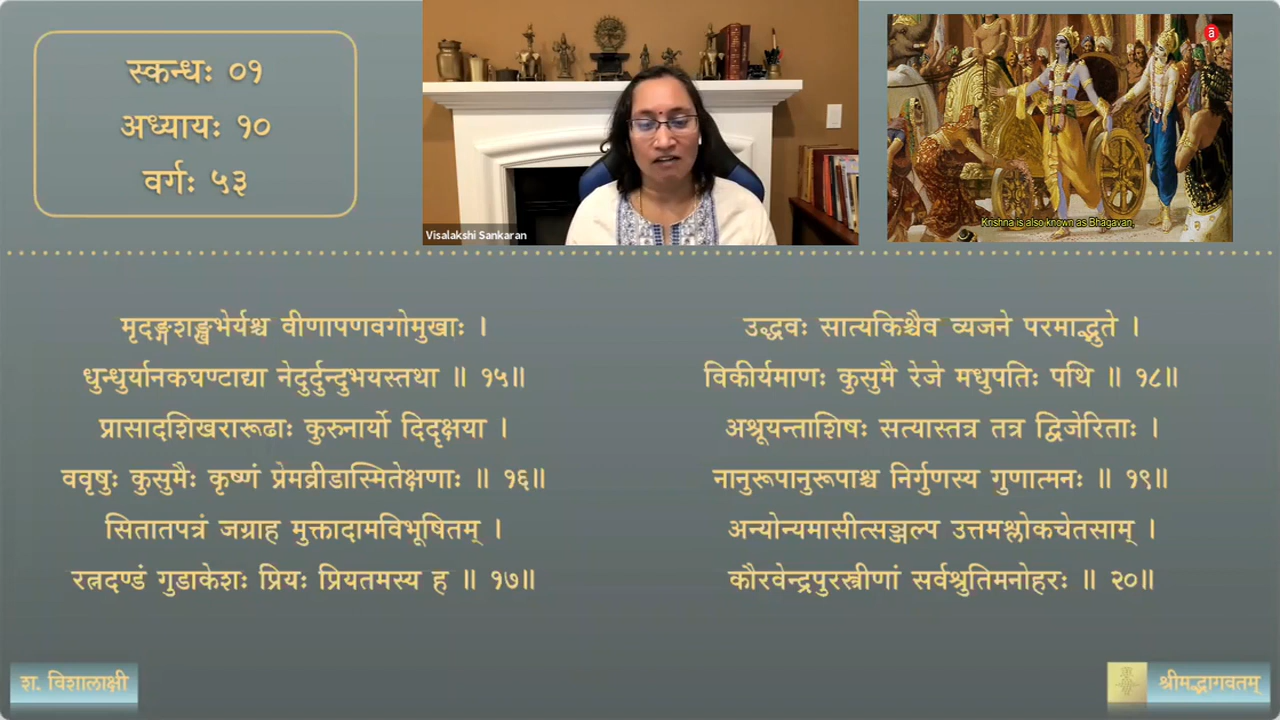 स्कन्धः ०१
अध्यायः १०
वर्गः ५३
Visalakshi Sankaran
ā
Krishna is also known as Bhagavan,
मृदङ्गशङ्खभेर्यश्च वीणापणवगोमुखाः ।
धुन्धुर्यानकघण्टाद्या नेदुर्दुन्दुभयस्तथा ॥ १५॥
प्रासादशिखरारूढाः कुरुनार्यो दिदृक्षया ।
ववृषुः कुसुमैः कृष्णं प्रेमव्रीडास्मितेक्षणाः ॥ १६॥
सितातपत्रं जग्राह मुक्तादामविभूषितम् ।
रत्नदण्डं गुडाकेशः प्रियः प्रियतमस्य ह ॥ १७॥
उद्धवः सात्यकिश्चैव व्यजने परमाद्भुते ।
विकीर्यमाणः कुसुमै रेजे मधुपतिः पथि ॥ १८॥
अश्रूयन्ताशिषः सत्यास्तत्र तत्र द्विजेरिताः ।
नानुरूपानुरूपाश्च निर्गुणस्य गुणात्मनः ॥ १९॥
अन्योन्यमासीत्सञ्जल्प उत्तमश्लोकचेतसाम् ।
कौरवेन्द्रपुरस्त्रीणां सर्वश्रुतिमनोहरः ॥ २०॥
श. विशालाक्षी
श्रीमद्भागवतम्